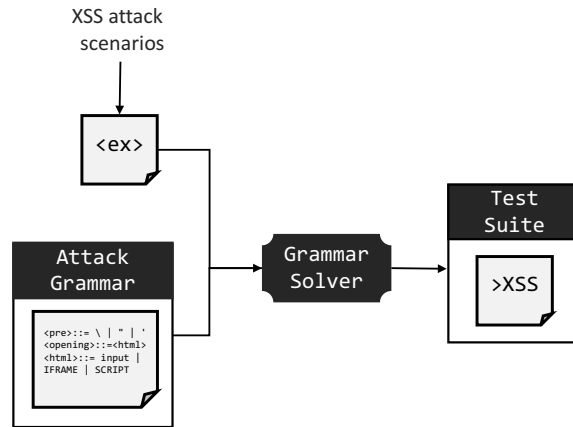 XSS attack
scenarios
<ex>
Attack
Grammar
<pre>::= \ | " | '
<opening>::=<html>
<html>::= input |
IFRAME | SCRIPT
Grammar
Solver
Test
Suite
>XSS